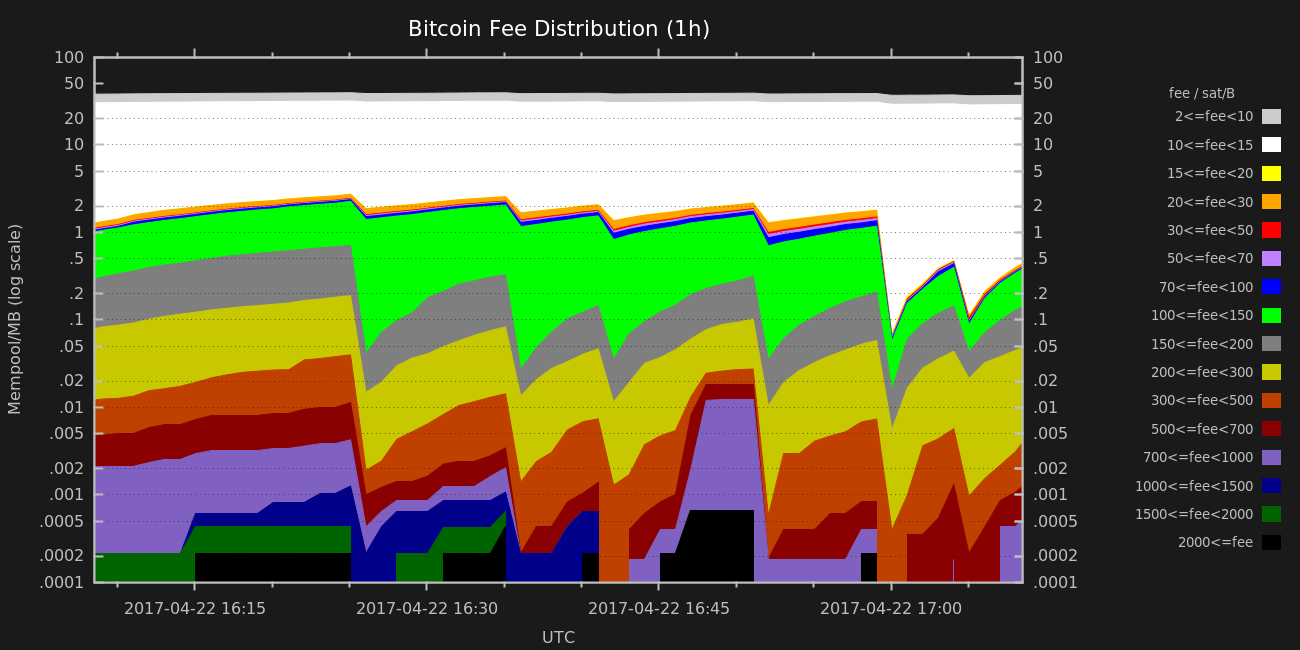 Bitcoin Fee Distribution (1h)
Mempool/MB (log scale)
100
50
20
10
5
2
1
.5
.2
.1
.05
.02
.01
.005
.002
.001
.0005
.0002
.0001
100
50
20
10
5
2
1
.5
.2
.1
.05
.02
.01
.005
.002
.001
.0005
.0002
.0001
2017-04-22 16:15 2017-04-22 16:30 2017-04-22 16:45 2017-04-22 17:00
UTC
fee / sat/B
2<=fee<10
10<=fee<15
15<=fee<20
20<=fee<30
30<=fee<50
50<=fee<70
70<=fee<100
100<=fee<150
150<=fee<200
200<=fee<300
300<=fee<500
500<=fee<700
700<=fee<1000
1000<=fee<1500
1500<=fee<2000
2000<=fee